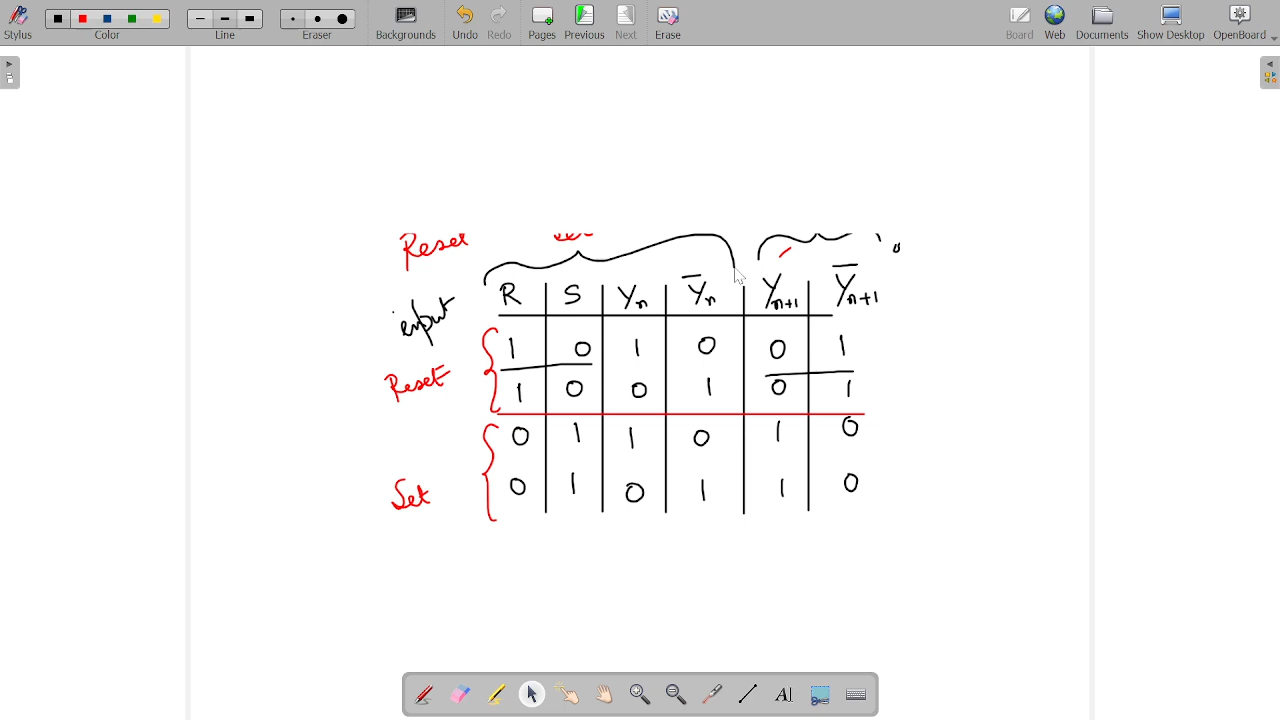 Stylus Color Line Eraser Backgrounds Undo Redo Pages Previous Next Erase Board Web Documents Show Desktop OpenBoard
Reset
input R S Yn Y̅n Yn+1 Y̅n+1
1 0 1 0 0 1
Reset 1 0 0 1 0 1
0 1 1 0 1 0
Set 0 1 0 1 1 0